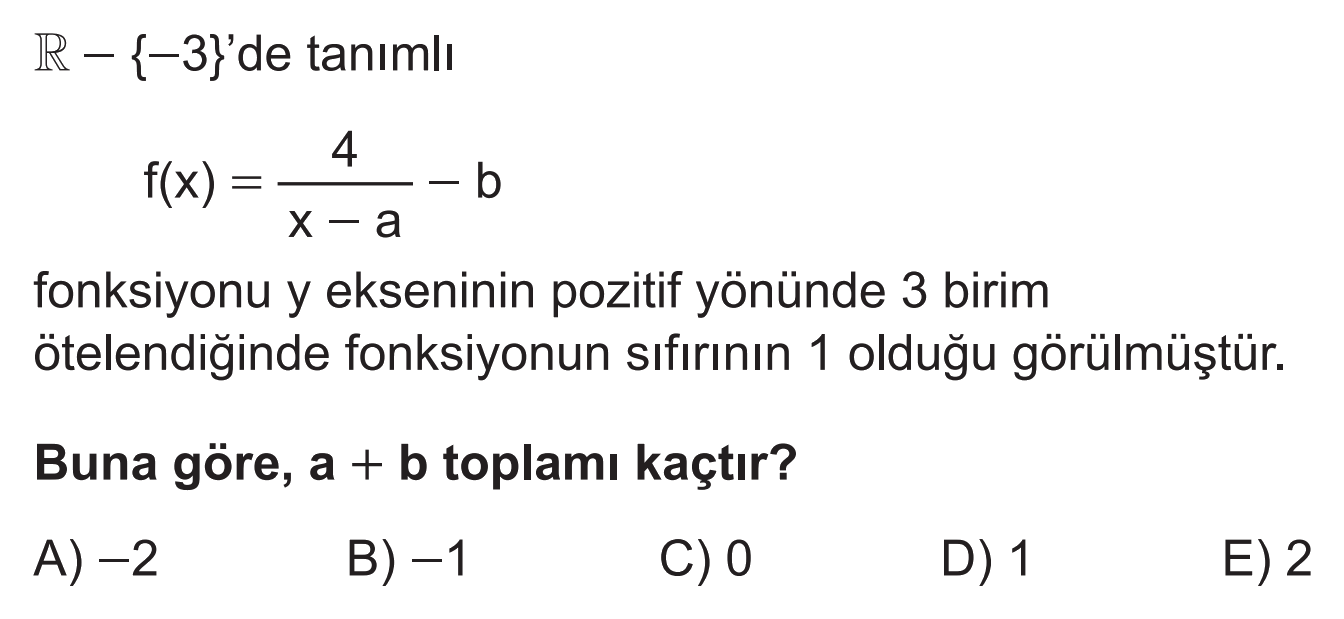 ℝ – {–3}'de tanımlı
f(x) = 4 / (x – a) – b
fonksiyonu y ekseninin pozitif yönünde 3 birim
ötelendiğinde fonksiyonun sıfırının 1 olduğu görülmüştür.
Buna göre, a + b toplamı kaçtır?
A) –2 B) –1 C) 0 D) 1 E) 2